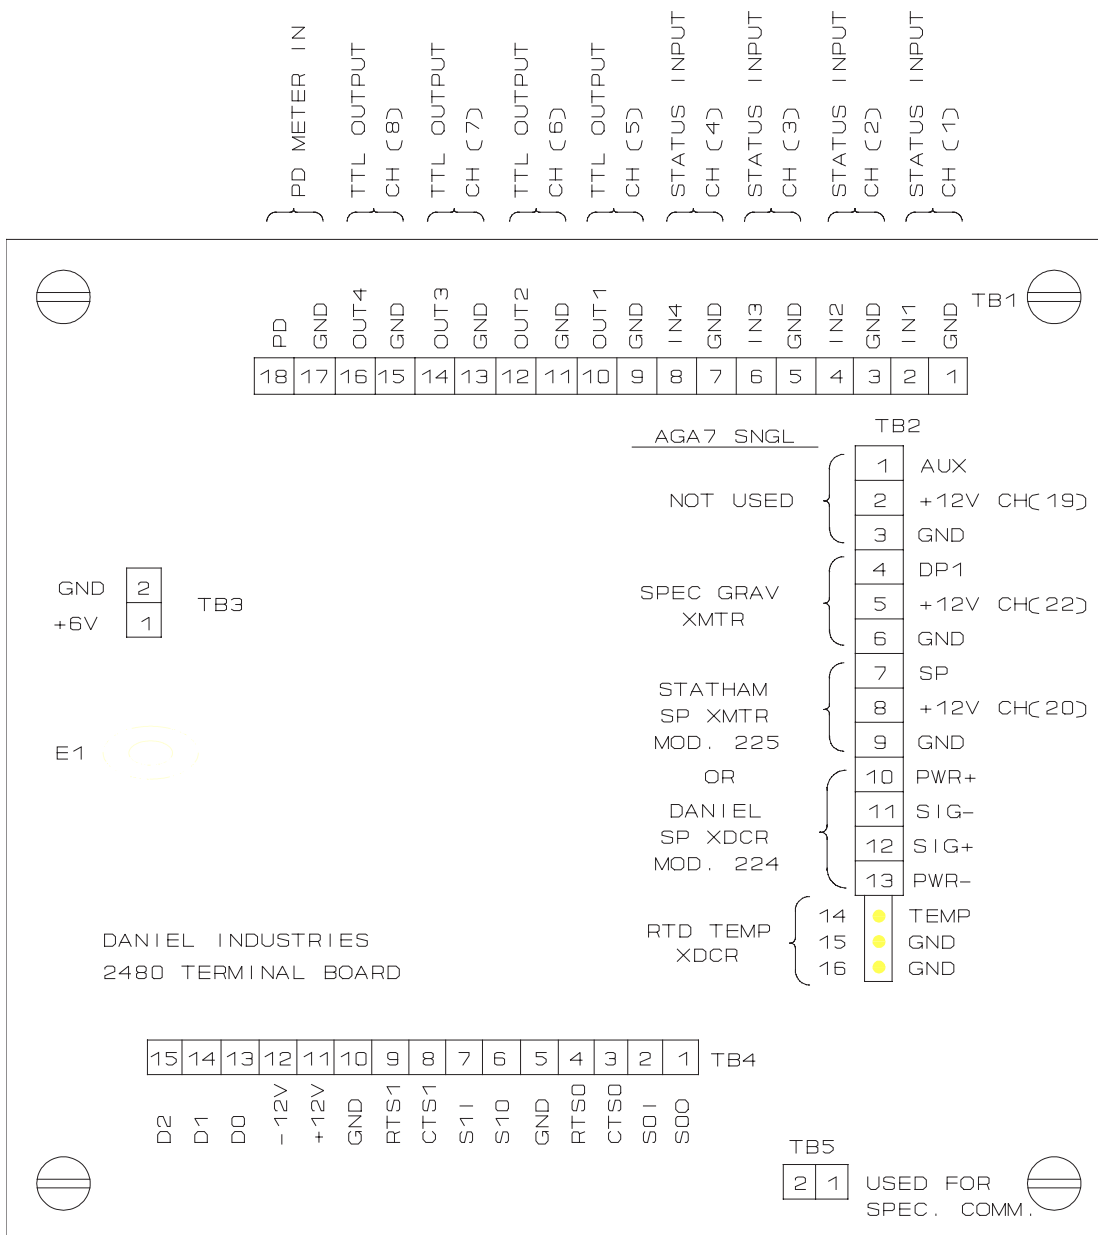 PD METER IN
TTL OUTPUT
CH (8)
TTL OUTPUT
CH (7)
TTL OUTPUT
CH (6)
TTL OUTPUT
CH (5)
STATUS INPUT
CH (4)
STATUS INPUT
CH (3)
STATUS INPUT
CH (2)
STATUS INPUT
CH (1)
TB1
PD GND OUT4 GND OUT3 GND OUT2 GND OUT1 GND IN4 GND IN3 GND IN2 GND IN1 GND
18 17 16 15 14 13 12 11 10 9 8 7 6 5 4 3 2 1
AGA7 SNGL
TB2
1 AUX
NOT USED 2 +12V CH(19)
3 GND
4 DP1
SPEC GRAV
XMTR
5 +12V CH(22)
6 GND
7 SP
STATHAM
SP XMTR
MOD. 225
8 +12V CH(20)
9 GND
OR
10 PWR+
DANIEL
SP XDCR
MOD. 224
11 SIG-
12 SIG+
13 PWR-
RTD TEMP
XDCR
14 TEMP
15 GND
16 GND
GND 2
+6V 1
TB3
E1
DANIEL INDUSTRIES
2480 TERMINAL BOARD
15 14 13 12 11 10 9 8 7 6 5 4 3 2 1 TB4
D2 D1 D0 -12V +12V GND RTS1 CTS1 S1I S1O GND RTS0 CTS0 S0I S0O
TB5
2 1 USED FOR
SPEC. COMM.